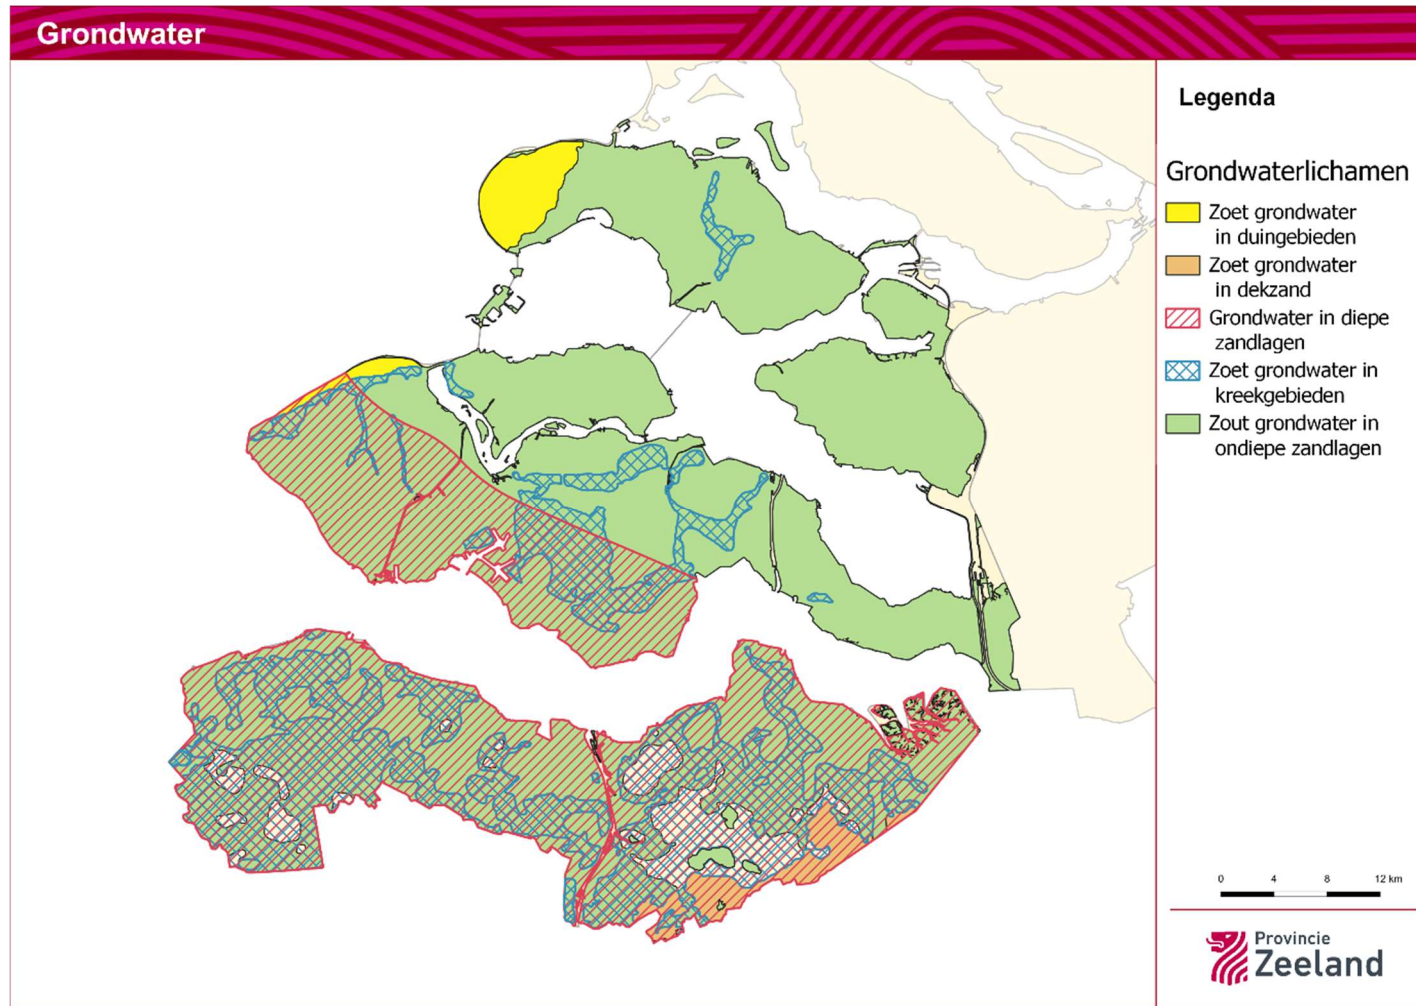 Grondwater
Legenda
Grondwaterlichamen
Zoet grondwater
in duingebieden
Zoet grondwater
in dekzand
Grondwater in diepe
zandlagen
Zoet grondwater in
kreekgebieden
Zout grondwater in
ondiepe zandlagen
0 4 8 12 km
Provincie
Zeeland